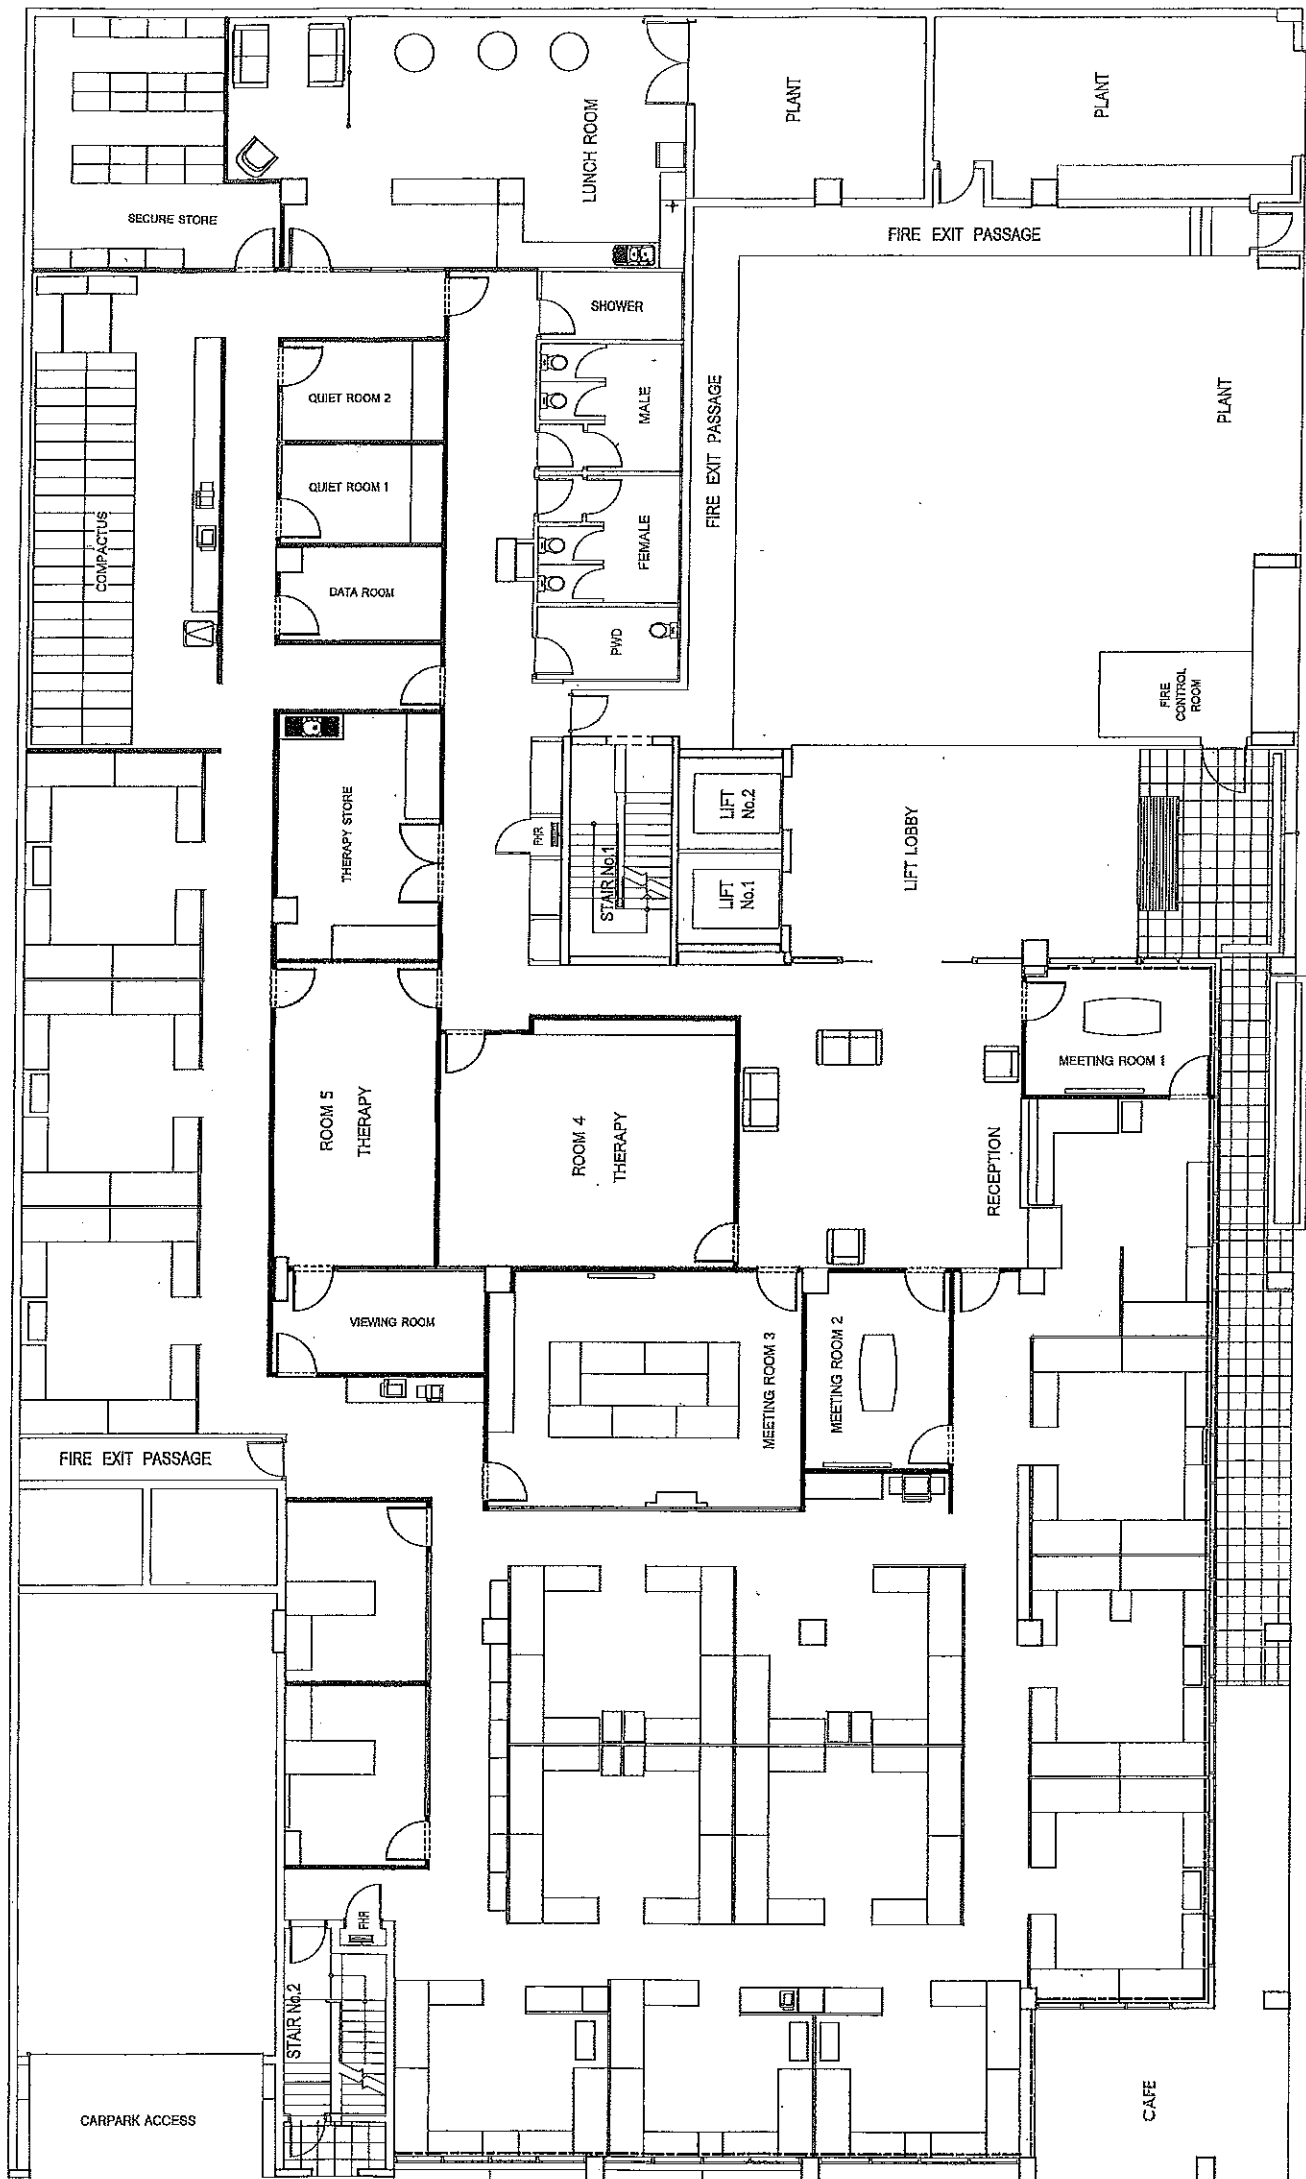 PLANT
PLANT
LUNCH ROOM
SECURE STORE
FIRE EXIT PASSAGE
SHOWER
QUIET ROOM 2
MALE
FIRE EXIT PASSAGE
PLANT
QUIET ROOM 1
COMPACTUS
FEMALE
DATA ROOM
PWD
FIRE
CONTROL
ROOM
THERAPY STORE
FHR
STAIR No.1
LIFT
No.2
LIFT
No.1
LIFT LOBBY
MEETING ROOM 1
ROOM 5
THERAPY
ROOM 4
THERAPY
RECEPTION
VIEWING ROOM
MEETING ROOM 3
MEETING ROOM 2
FIRE EXIT PASSAGE
FHR
STAIR No.2
CARPARK ACCESS
CAFE